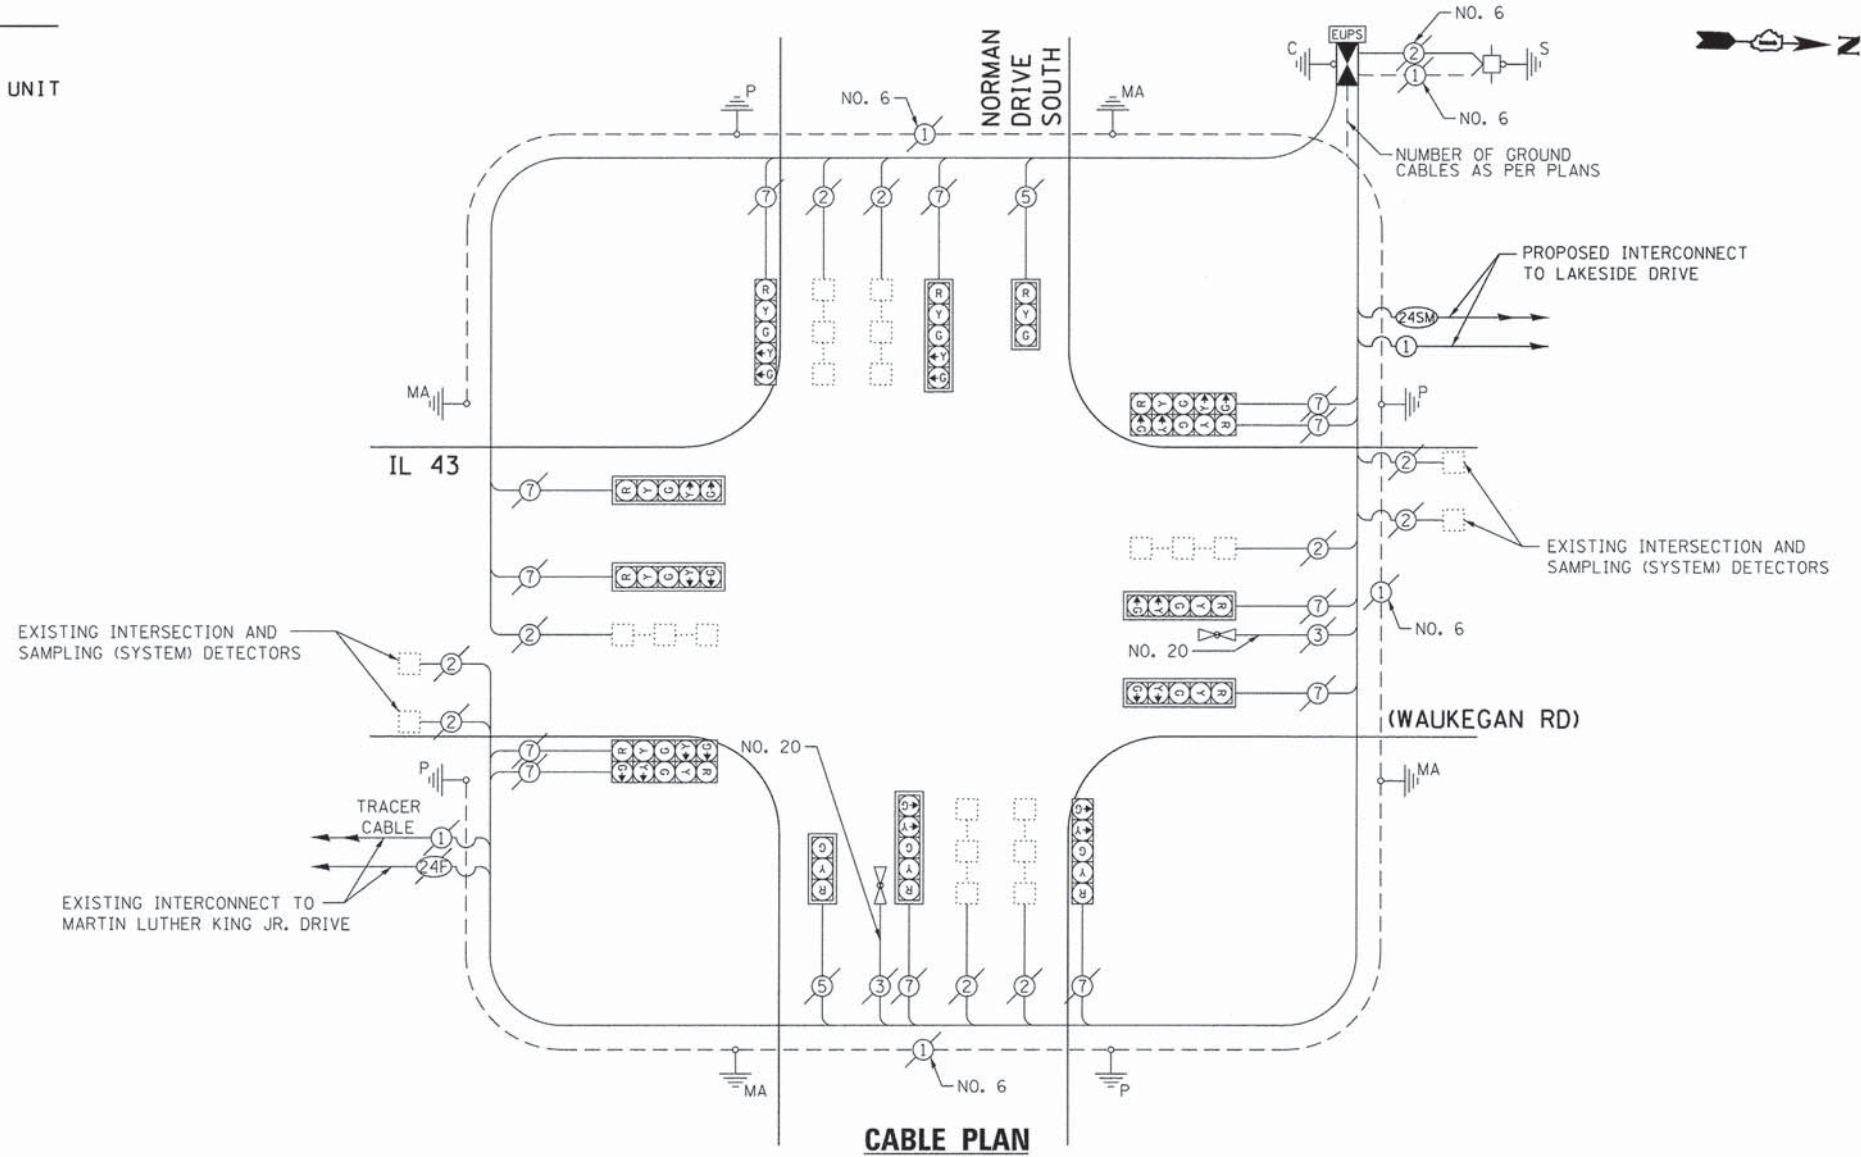 UNIT
NORMAN
DRIVE
SOUTH
EUPS
C
S
NO. 6
2
1
NO. 6
N
P
NO. 6
1
MA
NUMBER OF GROUND
CABLES AS PER PLANS
7
2
2
7
5
R
Y
G
Y
G
R
Y
G
Y
G
R
Y
G
PROPOSED INTERCONNECT
TO LAKESIDE DRIVE
24SM
1
MA
P
R Y G Y G
7
G Y G Y R
7
IL 43
2
7
R Y G Y G
2
EXISTING INTERSECTION AND
SAMPLING (SYSTEM) DETECTORS
2
7
R Y G Y G
G Y G Y R
7
1
NO. 6
2
NO. 20
3
EXISTING INTERSECTION AND
SAMPLING (SYSTEM) DETECTORS
2
2
G Y G Y R
7
(WAUKEGAN RD)
7
R Y G Y G
7
G Y G Y R
NO. 20
P
MA
TRACER
CABLE
1
24F
EXISTING INTERCONNECT TO
MARTIN LUTHER KING JR. DRIVE
G
Y
R
G
Y
G
Y
R
G
Y
G
Y
R
5
3
7
2
2
7
1
NO. 6
MA
P
CABLE PLAN